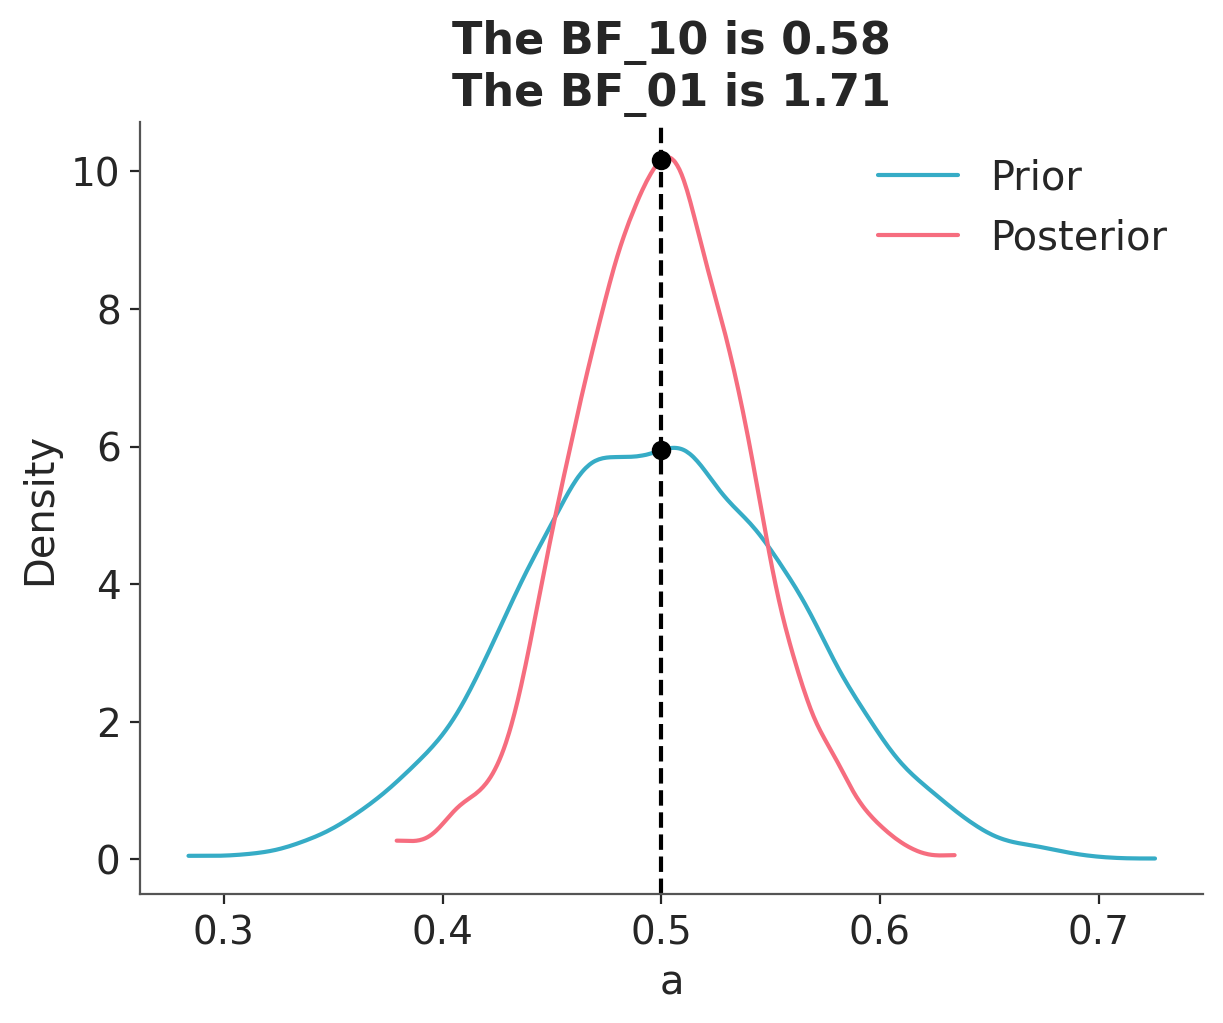 The BF_10 is 0.58
The BF_01 is 1.71
Prior
Posterior
10
8
6
4
2
0
Density
0.3 0.4 0.5 0.6 0.7
a